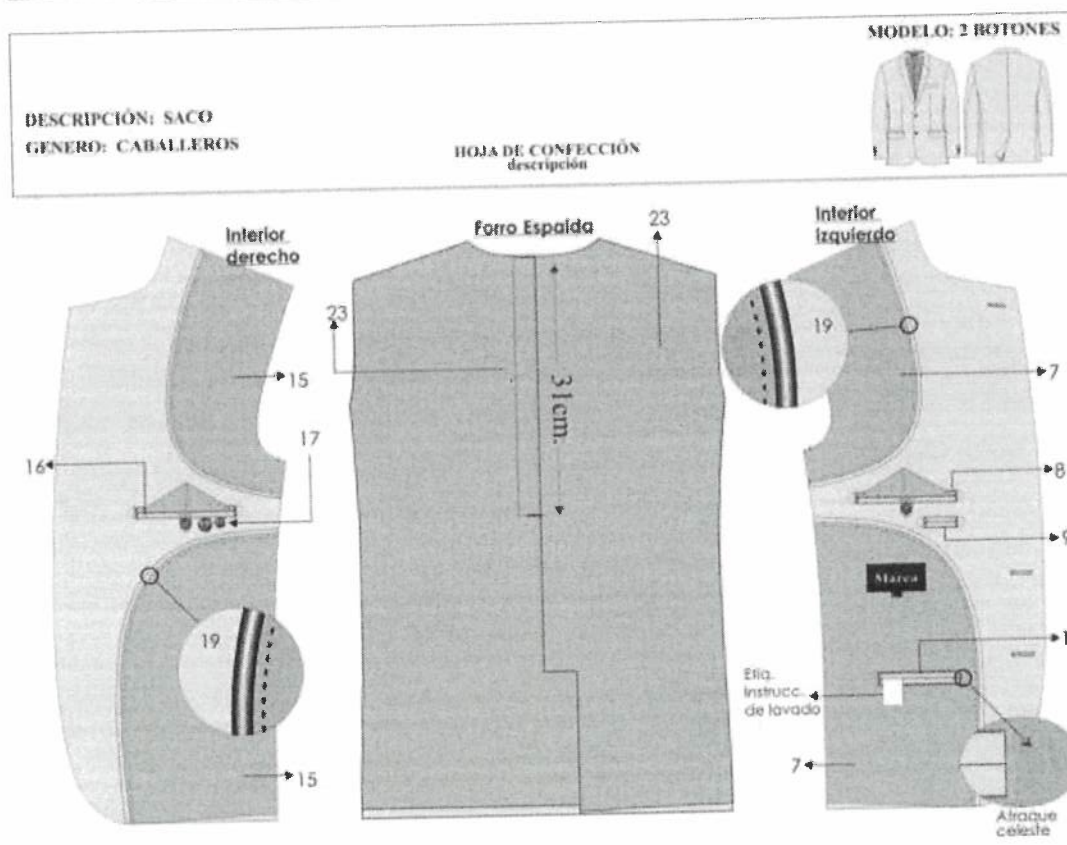 MODELO: 2 BOTONES
DESCRIPCIÓN: SACO
GENERO: CABALLEROS
HOJA DE CONFECCIÓN
descripción
Interior
derecho
Forro Espalda
23
Interior
izquierdo
23
19
15
7
31cm.
17
16
8
9
Marca
19
1
Etiq.
Instrucc.
de lavado
15
7
Atraque
celeste